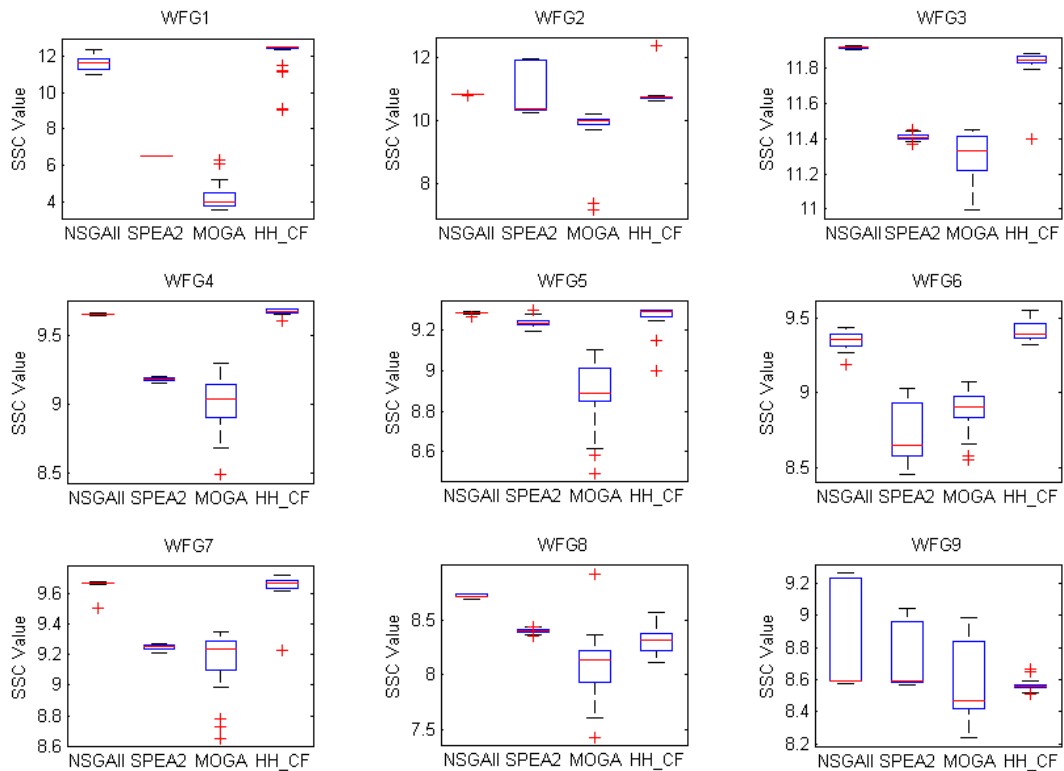 WFG1
WFG2
WFG3
SSC Value
12
10
8
6
4
NSGAII SPEA2 MOGA HH_CF
SSC Value
12
10
8
NSGAII SPEA2 MOGA HH_CF
SSC Value
11.8
11.6
11.4
11.2
11
NSGAII SPEA2 MOGA HH_CF
WFG4
WFG5
WFG6
SSC Value
9.5
9
8.5
NSGAII SPEA2 MOGA HH_CF
SSC Value
9.2
9
8.8
8.6
NSGAII SPEA2 MOGA HH_CF
SSC Value
9.5
9
8.5
NSGAII SPEA2 MOGA HH_CF
WFG7
WFG8
WFG9
SSC Value
9.6
9.4
9.2
9
8.8
8.6
NSGAII SPEA2 MOGA HH_CF
SSC Value
8.5
8
7.5
NSGAII SPEA2 MOGA HH_CF
SSC Value
9.2
9
8.8
8.6
8.4
8.2
NSGAII SPEA2 MOGA HH_CF